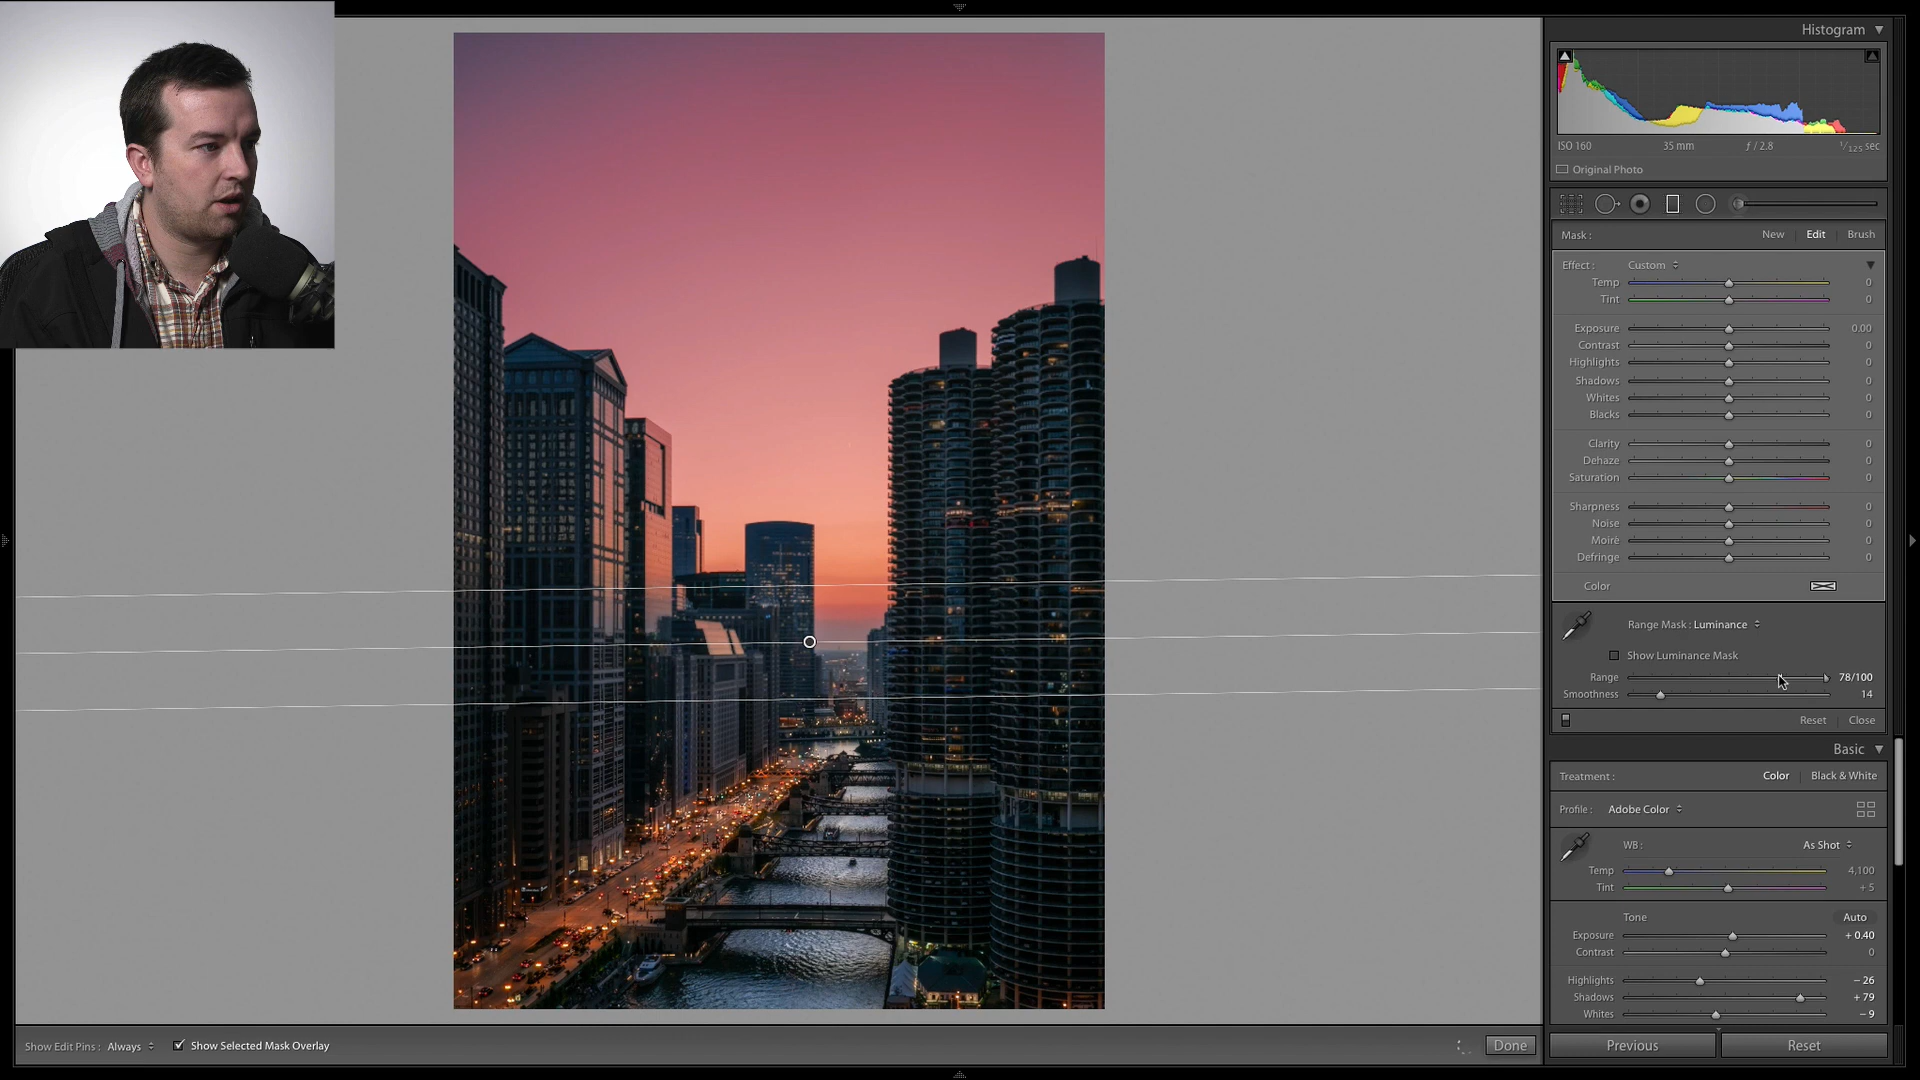 Histogram
ISO 160 35 mm ƒ / 2.8 1/125 sec
Original Photo
Mask : New Edit Brush
Effect : Custom
Temp 0
Tint 0
Exposure 0.00
Contrast 0
Highlights 0
Shadows 0
Whites 0
Blacks 0
Clarity 0
Dehaze 0
Saturation 0
Sharpness 0
Noise 0
Moiré 0
Defringe 0
Color
Range Mask : Luminance
Show Luminance Mask
Range 78/100
Smoothness 14
Reset Close
Basic
Treatment : Color Black & White
Profile : Adobe Color
WB : As Shot
Temp 4,100
Tint + 5
Tone Auto
Exposure + 0.40
Contrast 0
Highlights − 26
Shadows + 79
Whites − 9
Show Edit Pins : Always Show Selected Mask Overlay Done
Previous Reset